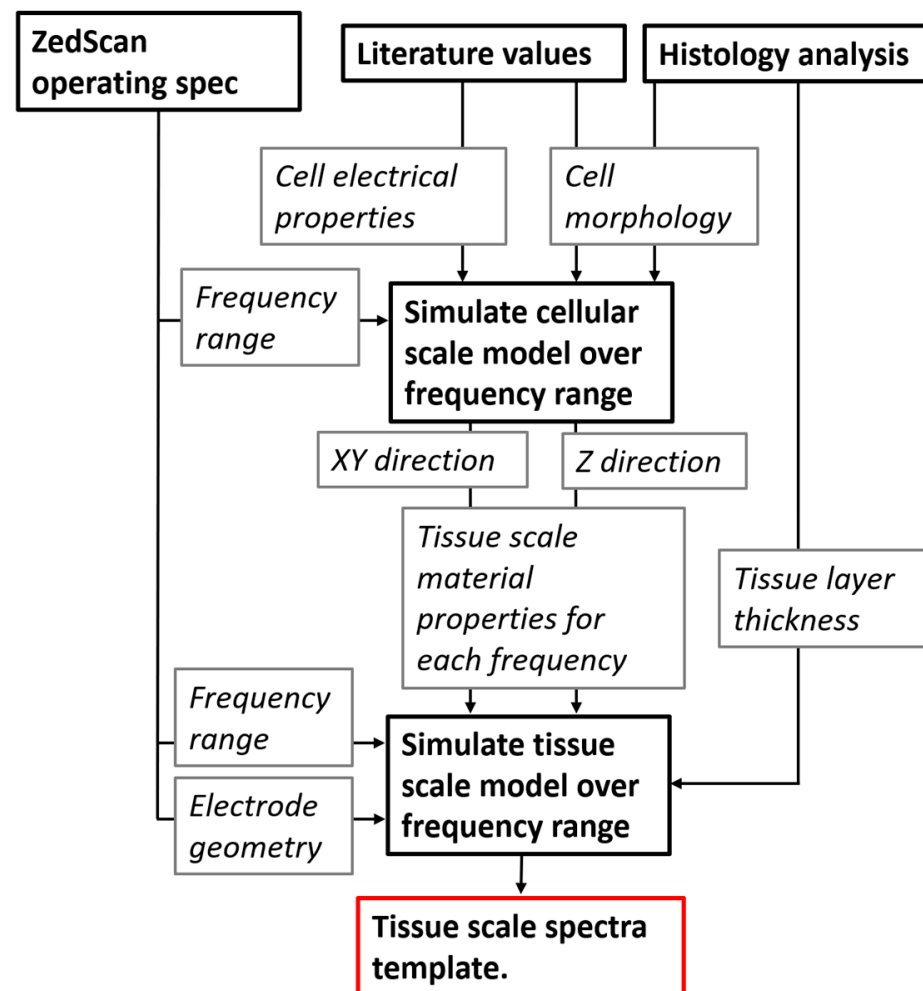 ZedScan
operating spec
Literature values
Histology analysis
Cell electrical
properties
Cell
morphology
Frequency
range
Simulate cellular
scale model over
frequency range
XY direction
Z direction
Tissue scale
material
properties for
each frequency
Tissue layer
thickness
Frequency
range
Simulate tissue
scale model over
frequency range
Electrode
geometry
Tissue scale spectra
template.